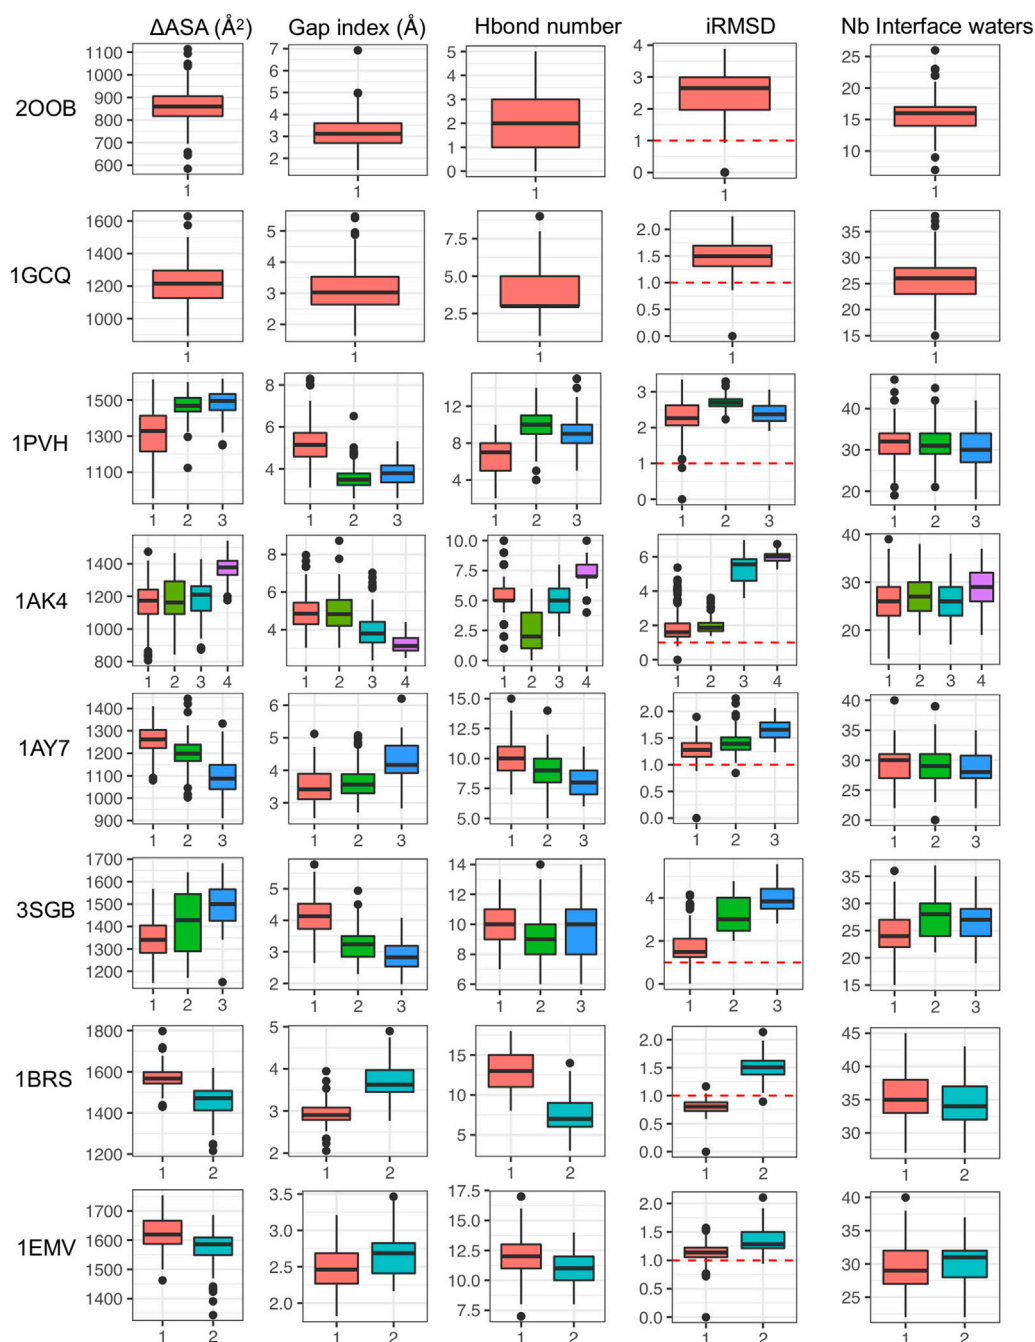 ΔASA (Å²) Gap index (Å) Hbond number iRMSD Nb Interface waters
2OOB
1100 1000 900 800 700 600
1
7 6 5 4 3 2
1
5 4 3 2 1 0
1
4 3 2 1 0
1
25 20 15 10
1
1GCQ
1600 1400 1200 1000
1
5 4 3 2
1
7.5 5.0 2.5
1
2.0 1.5 1.0 0.5 0.0
1
35 30 25 20 15
1
1PVH
1500 1300 1100
1 2 3
8 6 4
1 2 3
12 8 4
1 2 3
3 2 1 0
1 2 3
40 30 20
1 2 3
1AK4
1400 1200 1000 800
1 2 3 4
8 6 4
1 2 3 4
10.0 7.5 5.0 2.5 0.0
1 2 3 4
6 4 2 0
1 2 3 4
30 20
1 2 3 4
1AY7
1400 1300 1200 1100 1000 900
1 2 3
6 5 4 3
1 2 3
15.0 12.5 10.0 7.5 5.0
1 2 3
2.0 1.5 1.0 0.5 0.0
1 2 3
40 35 30 25 20
1 2 3
3SGB
1700 1600 1500 1400 1300 1200
1 2 3
5 4 3 2
1 2 3
14 12 10 8 6
1 2 3
4 2 0
1 2 3
35 30 25 20 15
1 2 3
1BRS
1800 1600 1400 1200
1 2
5 4 3 2
1 2
15 10 5
1 2
2.0 1.5 1.0 0.5 0.0
1 2
45 40 35 30
1 2
1EMV
1700 1600 1500 1400
1 2
3.5 3.0 2.5 2.0
1 2
17.5 15.0 12.5 10.0 7.5
1 2
2.0 1.5 1.0 0.5 0.0
1 2
40 35 30 25
1 2